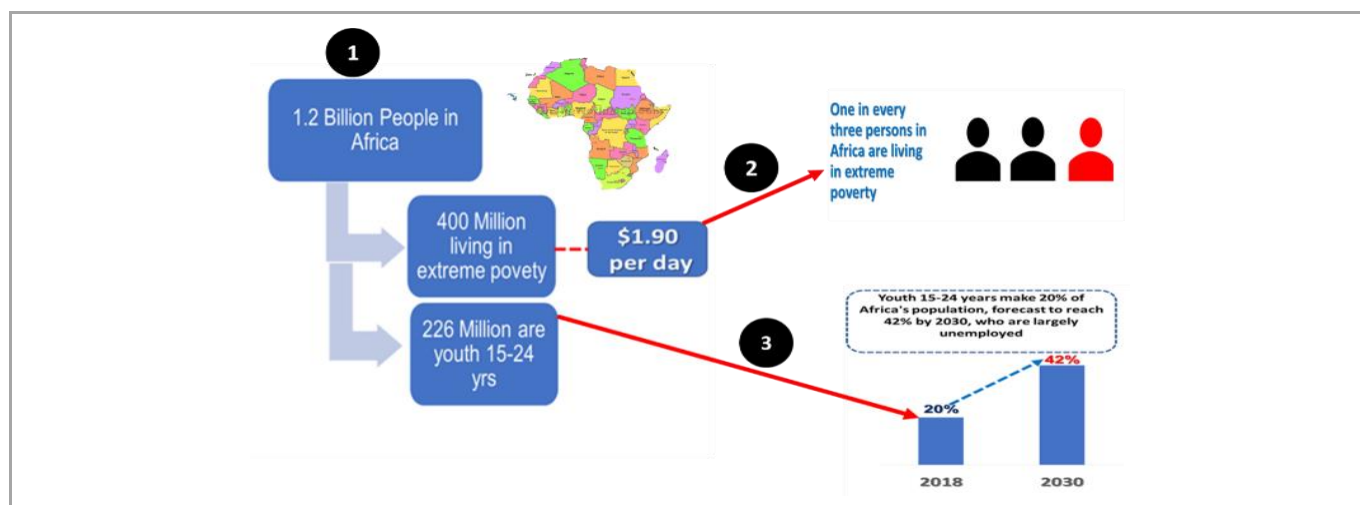 1
1.2 Billion People in
Africa
400 Million
living in
extreme povety
$1.90
per day
226 Million are
youth 15-24
yrs
2
One in every
three persons in
Africa are living
in extreme
poverty
3
Youth 15-24 years make 20% of
Africa's population, forecast to reach
42% by 2030, who are largely
unemployed
42%
20%
2018
2030